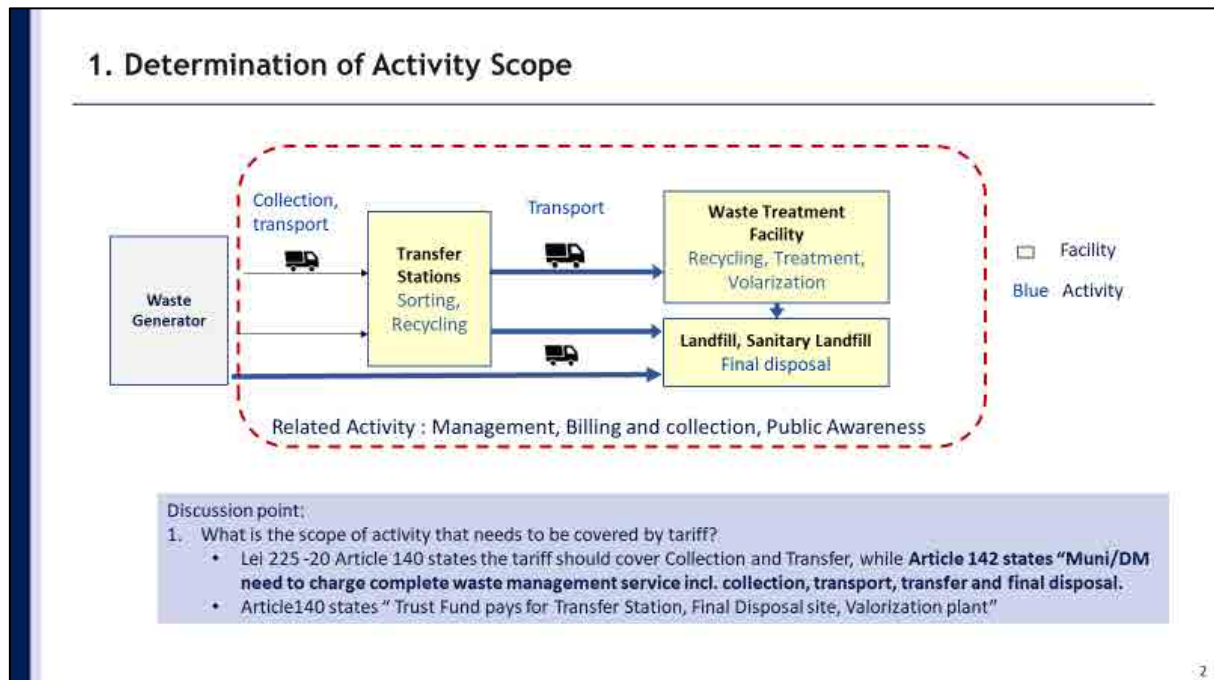 1. Determination of Activity Scope
Collection,
transport
Transport
Waste
Generator
Transfer
Stations
Sorting,
Recycling
Waste Treatment
Facility
Recycling, Treatment,
Volarization
Landfill, Sanitary Landfill
Final disposal
Facility
Blue Activity
Related Activity : Management, Billing and collection, Public Awareness
Discussion point:
1. What is the scope of activity that needs to be covered by tariff?
• Lei 225 -20 Article 140 states the tariff should cover Collection and Transfer, while Article 142 states “Muni/DM
need to charge complete waste management service incl. collection, transport, transfer and final disposal.
• Article140 states “ Trust Fund pays for Transfer Station, Final Disposal site, Valorization plant”
2